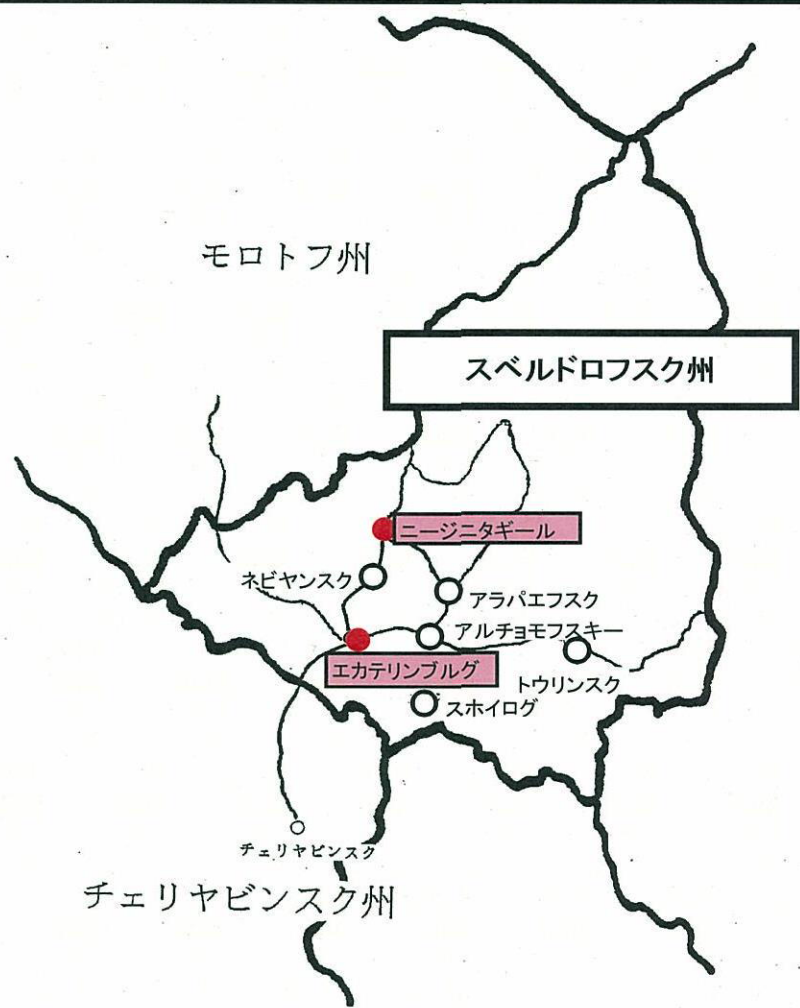 モロトフ州
スベルドロフスク州
ニージニタギール
ネビヤンスク
アラパエフスク
アルチョモフスキー
エカテリンブルグ
トウリンスク
スホイログ
チェリヤビンスク
チェリヤビンスク州